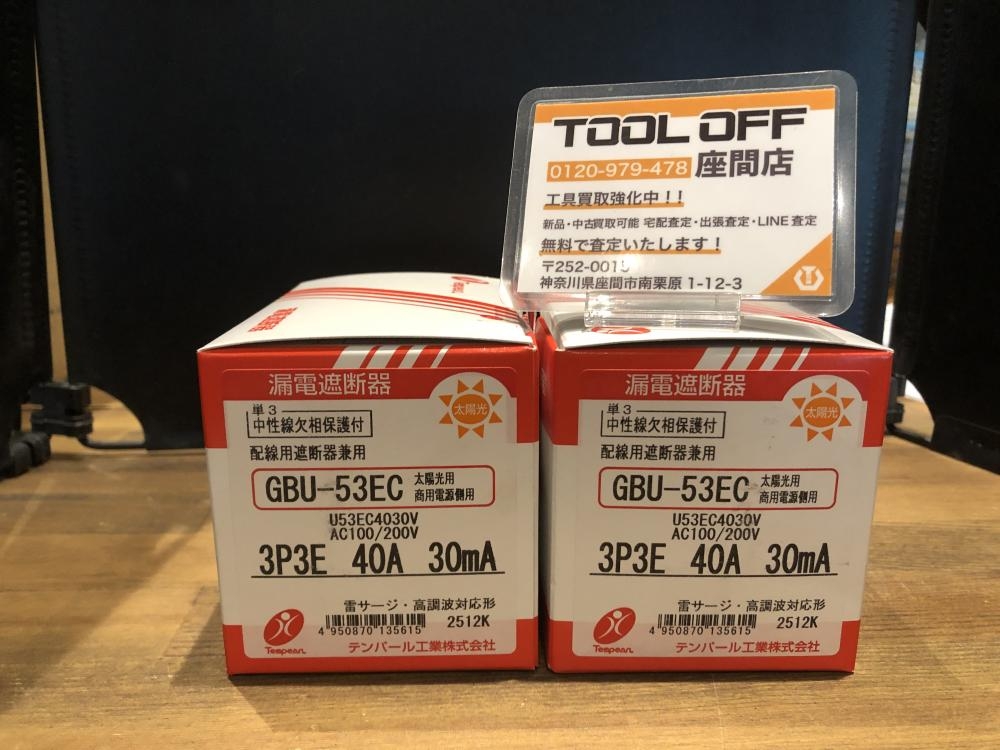 TOOL OFF
0120-979-478 座間店
工具買取強化中！！
新品・中古買取可能 宅配査定・出張査定・LINE査定
無料で査定いたします！
〒252-0015
神奈川県座間市南栗原1-12-3
漏電遮断器
太陽光
単3
中性線欠相保護付
配線用遮断器兼用
GBU-53EC 太陽光用
商用電源側用
U53EC4030V
AC100/200V
3P3E 40A 30mA
雷サージ・高調波対応形
4 950870 135615 2512K
Tempearl テンパール工業株式会社
漏電遮断器
太陽光
単3
中性線欠相保護付
配線用遮断器兼用
GBU-53EC 太陽光用
商用電源側用
U53EC4030V
AC100/200V
3P3E 40A 30mA
雷サージ・高調波対応形
4 950870 135615 2512K
Tempearl テンパール工業株式会社